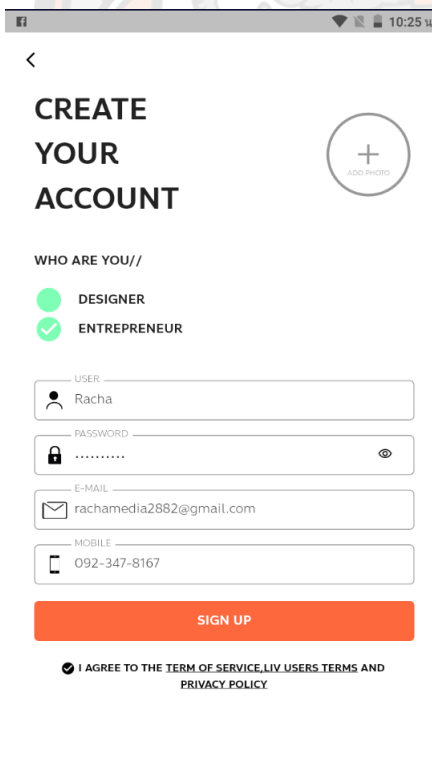 10:25 น
CREATE
YOUR
ACCOUNT
ADD PHOTO
WHO ARE YOU//
DESIGNER
ENTREPRENEUR
USER
Racha
PASSWORD
..........
E-MAIL
rachamedia2882@gmail.com
MOBILE
092-347-8167
SIGN UP
I AGREE TO THE TERM OF SERVICE,LIV USERS TERMS AND
PRIVACY POLICY